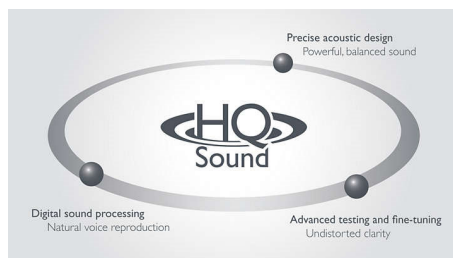 Precise acoustic design
Powerful, balanced sound
HQ
Sound
Digital sound processing
Natural voice reproduction
Advanced testing and fine-tuning
Undistorted clarity